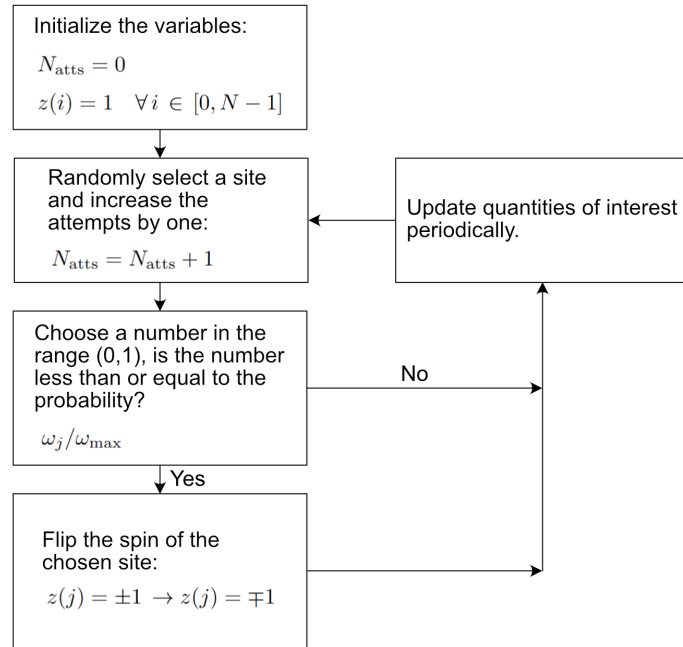 Initialize the variables:
N_atts = 0
z(i) = 1 ∀ i ∈ [0, N − 1]
Randomly select a site
and increase the
attempts by one:
N_atts = N_atts + 1
Update quantities of interest
periodically.
Choose a number in the
range (0,1), is the number
less than or equal to the
probability?
ω_j/ω_max
No
Yes
Flip the spin of the
chosen site:
z(j) = ±1 → z(j) = ∓1